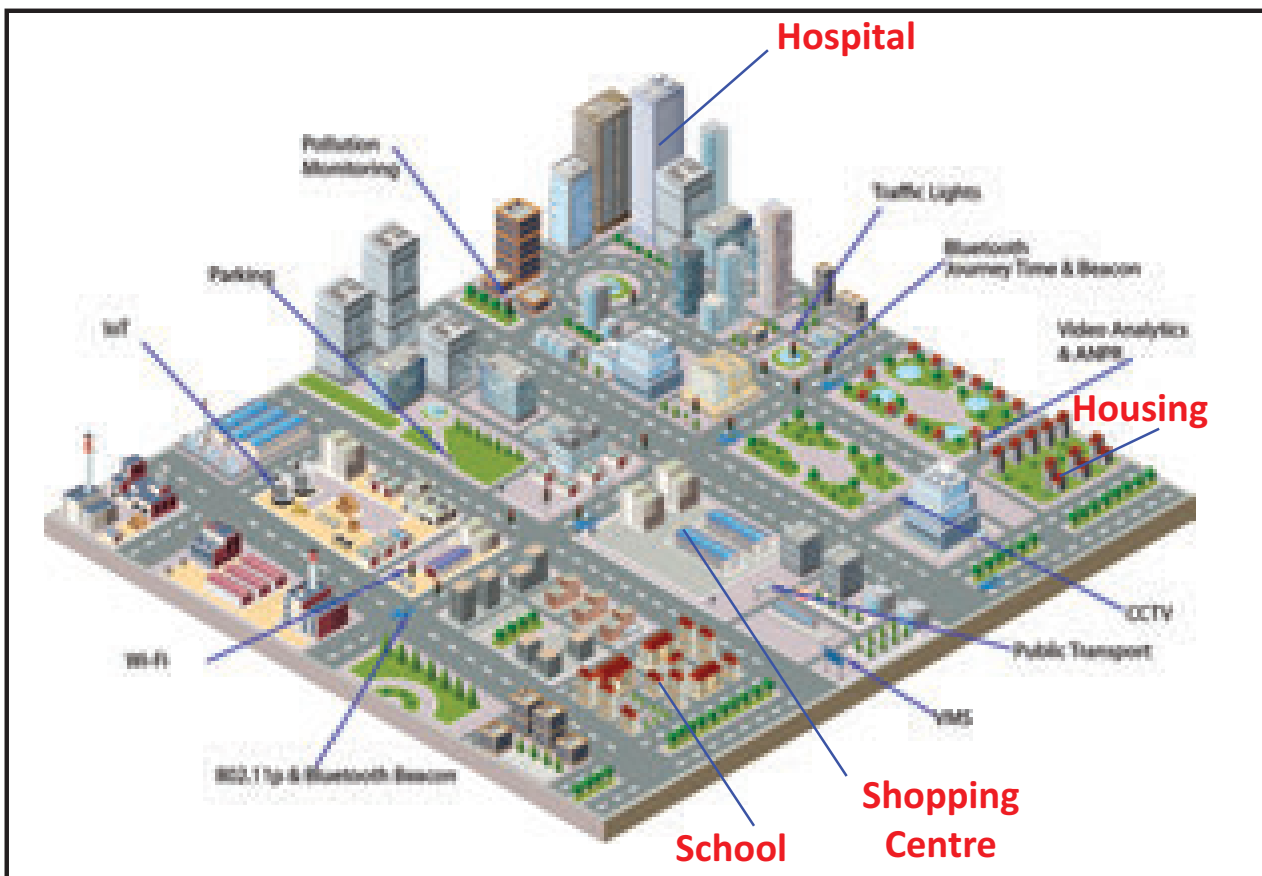 Hospital
Pollution
Monitoring
Traffic Lights
Bluetooth
Journey Time & Beacon
Parking
IoT
Video Analytics
& ANPR
Housing
CCTV
Public Transport
Wi-Fi
VMS
802.11p & Bluetooth Beacon
Shopping
Centre
School